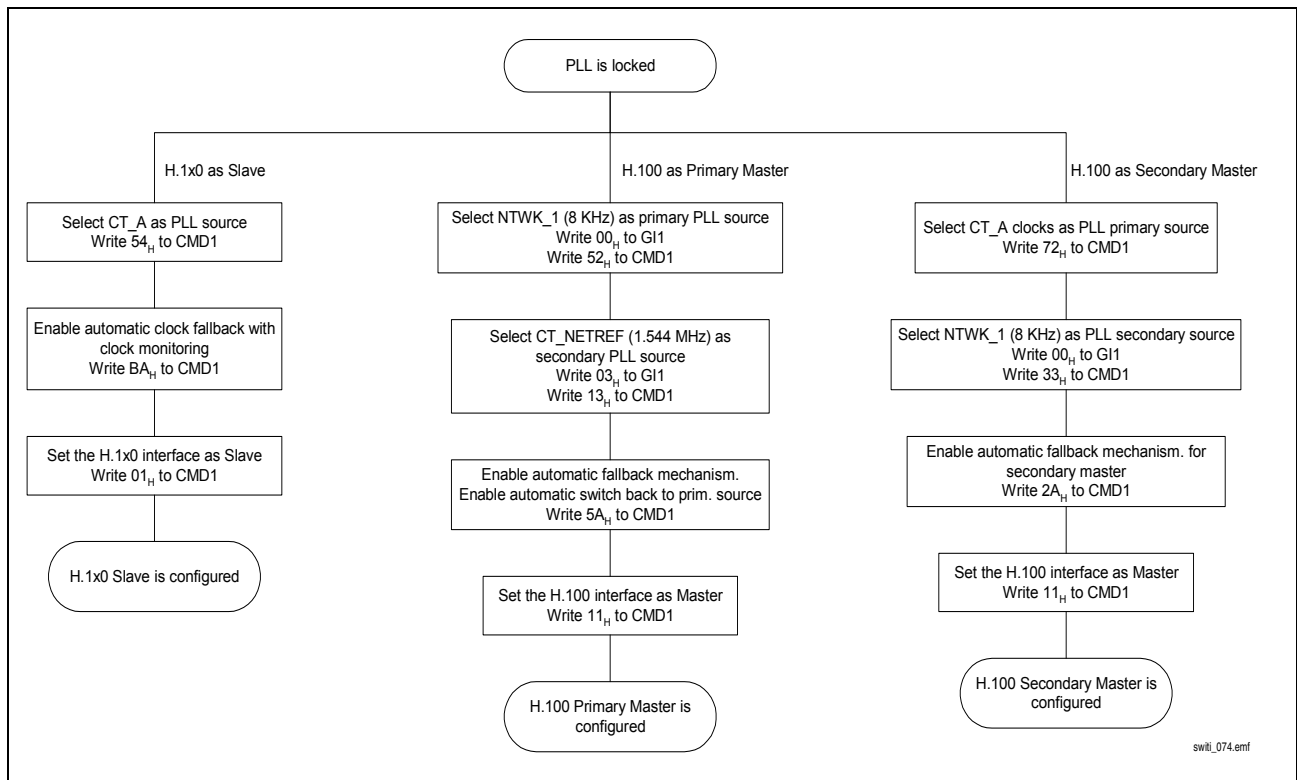 PLL is locked
H.1x0 as Slave
Select CT_A as PLL source
Write 54H to CMD1
Enable automatic clock fallback with
clock monitoring
Write BAH to CMD1
Set the H.1x0 interface as Slave
Write 01H to CMD1
H.1x0 Slave is configured
H.100 as Primary Master
Select NTWK_1 (8 KHz) as primary PLL source
Write 00H to GI1
Write 52H to CMD1
Select CT_NETREF (1.544 MHz) as
secondary PLL source
Write 03H to GI1
Write 13H to CMD1
Enable automatic fallback mechanism.
Enable automatic switch back to prim. source
Write 5AH to CMD1
Set the H.100 interface as Master
Write 11H to CMD1
H.100 Primary Master is
configured
H.100 as Secondary Master
Select CT_A clocks as PLL primary source
Write 72H to CMD1
Select NTWK_1 (8 KHz) as PLL secondary source
Write 00H to GI1
Write 33H to CMD1
Enable automatic fallback mechanism. for
secondary master
Write 2AH to CMD1
Set the H.100 interface as Master
Write 11H to CMD1
H.100 Secondary Master is
configured
switi_074.emf